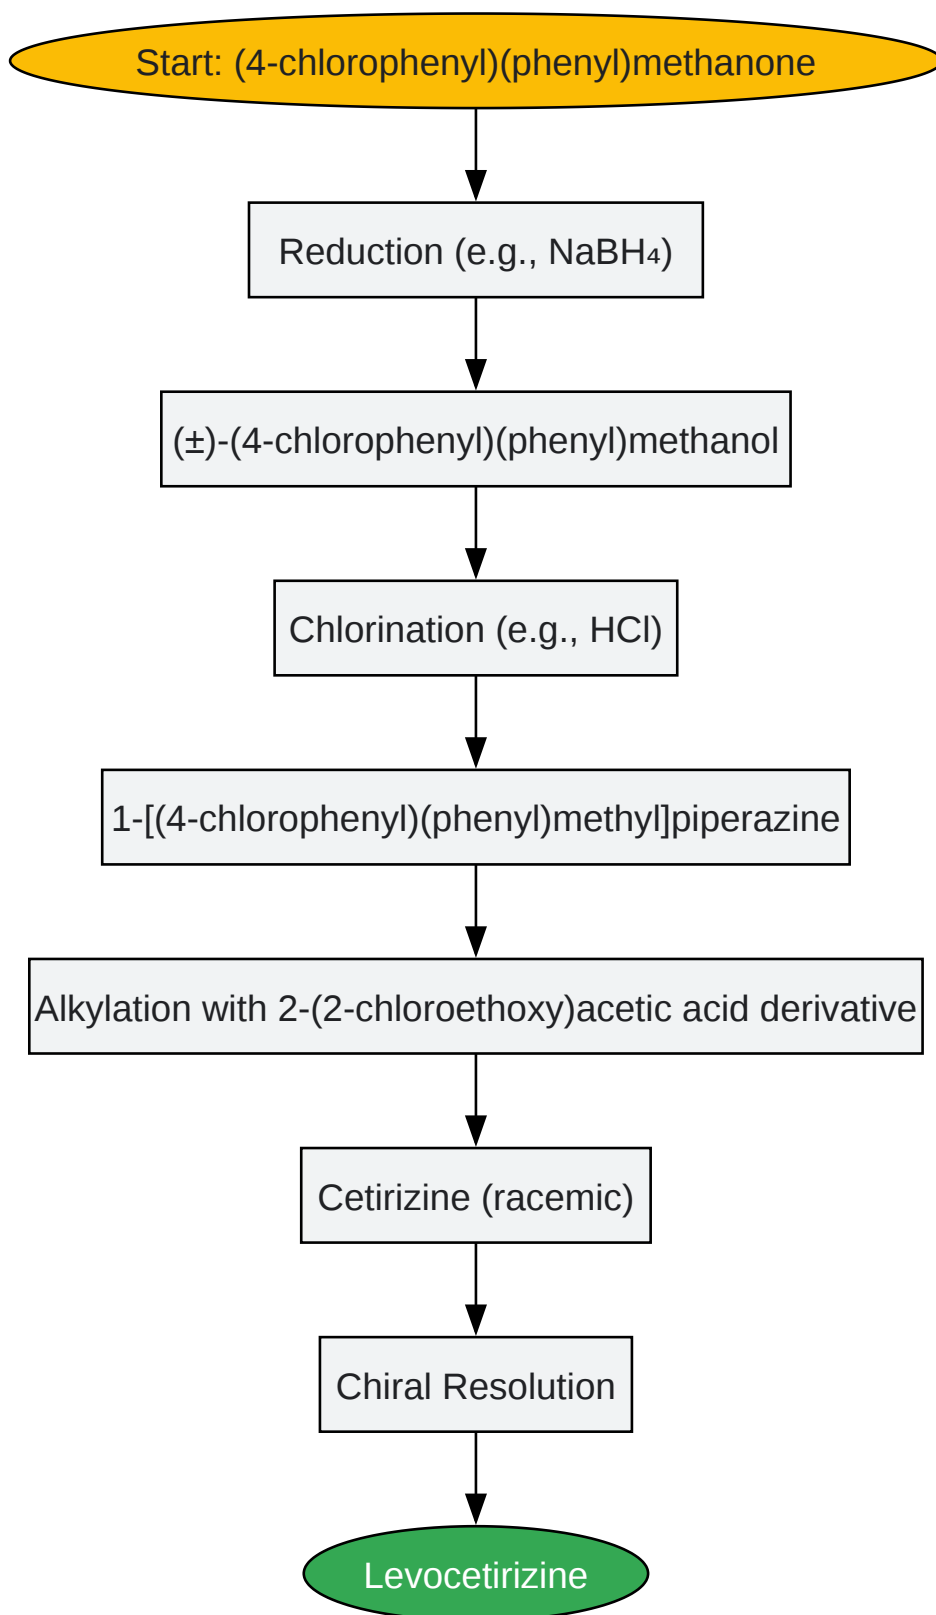 Start: (4-chlorophenyl)(phenyl)methanone
Reduction (e.g., NaBH₄)
(±)-(4-chlorophenyl)(phenyl)methanol
Chlorination (e.g., HCl)
1-[(4-chlorophenyl)(phenyl)methyl]piperazine
Alkylation with 2-(2-chloroethoxy)acetic acid derivative
Cetirizine (racemic)
Chiral Resolution
Levocetirizine